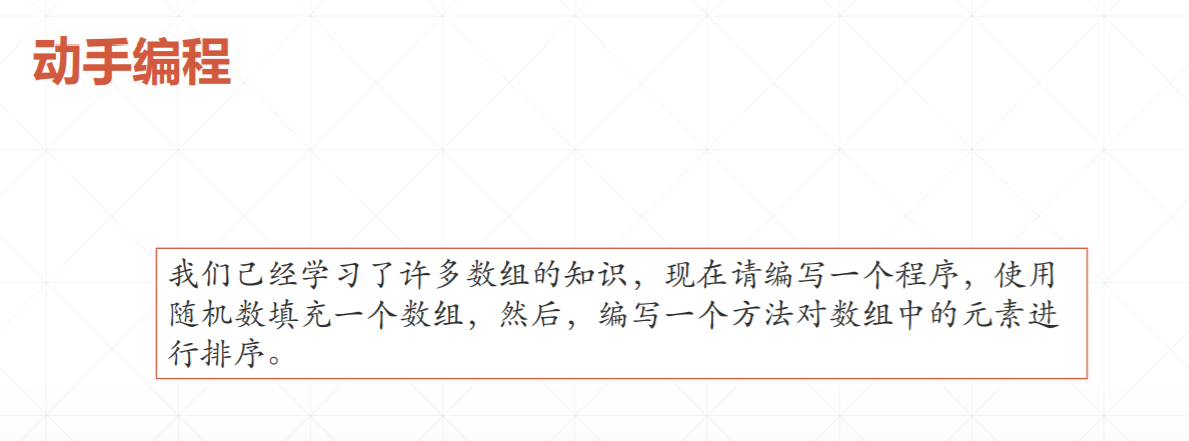 动手编程
我们已经学习了许多数组的知识，现在请编写一个程序，使用
随机数填充一个数组，然后，编写一个方法对数组中的元素进
行排序。